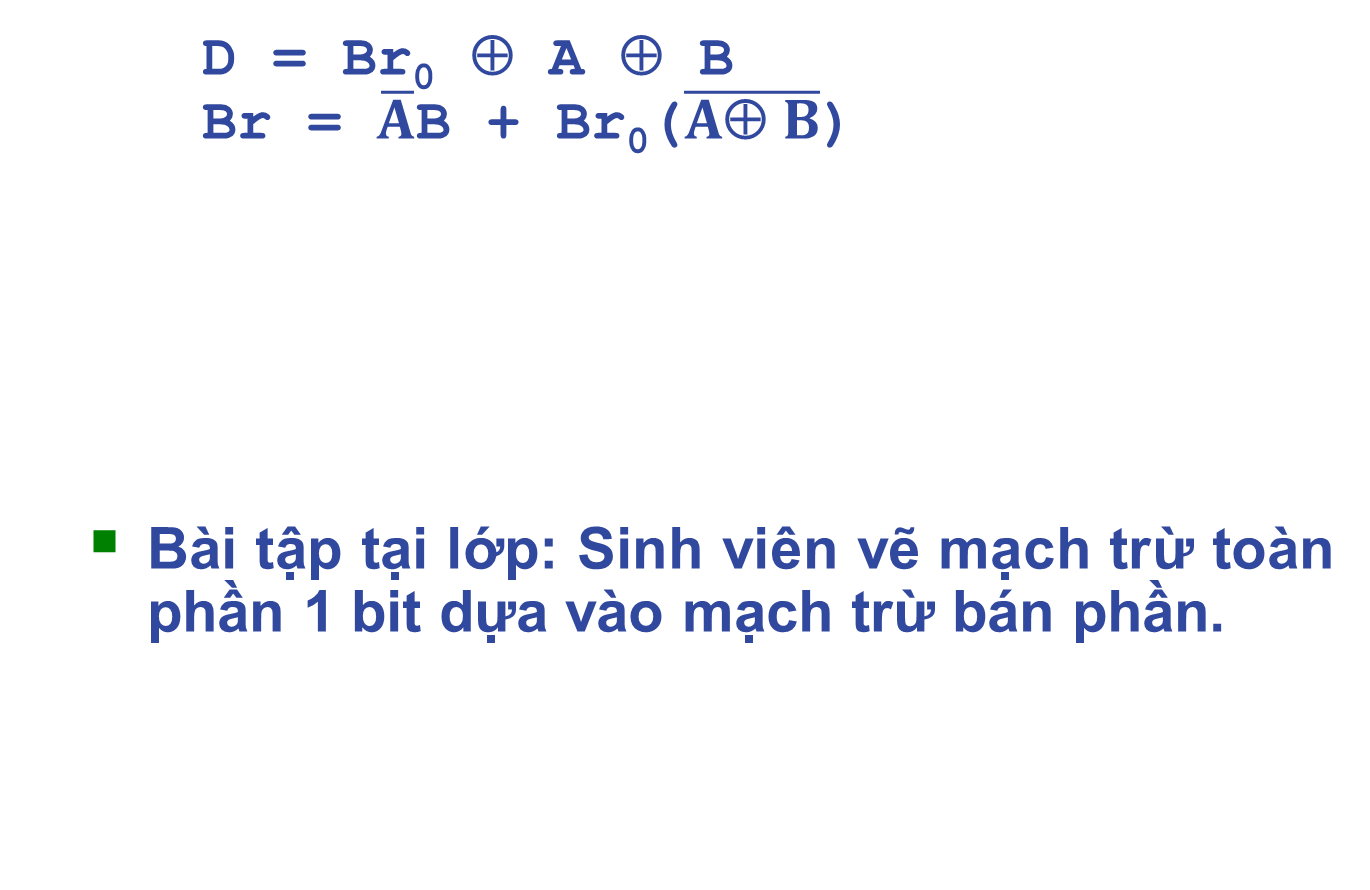 D = Br₀ ⊕ A ⊕ B
Br = A̅B + Br₀(A̅⊕̅ ̅B̅)
Bài tập tại lớp: Sinh viên vẽ mạch trừ toàn
phần 1 bit dựa vào mạch trừ bán phần.